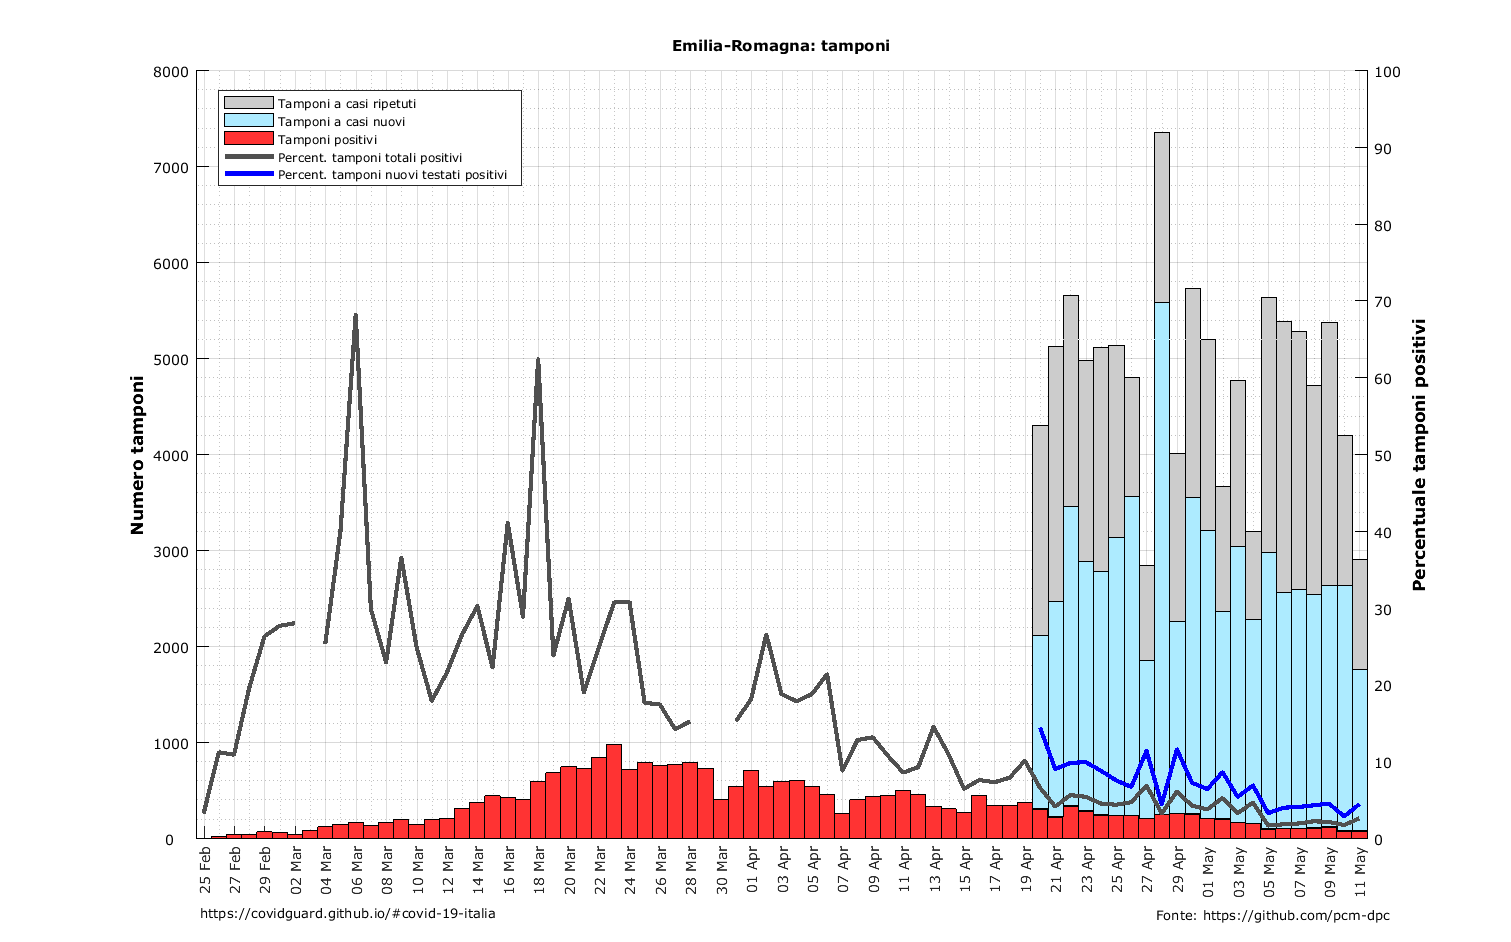 Emilia-Romagna: tamponi
Tamponi a casi ripetuti
Tamponi a casi nuovi
Tamponi positivi
Percent. tamponi totali positivi
Percent. tamponi nuovi testati positivi
Numero tamponi
8000
7000
6000
5000
4000
3000
2000
1000
0
100
90
80
70
60
50
40
30
20
10
0
Percentuale tamponi positivi
25 Feb
27 Feb
29 Feb
02 Mar
04 Mar
06 Mar
08 Mar
10 Mar
12 Mar
14 Mar
16 Mar
18 Mar
20 Mar
22 Mar
24 Mar
26 Mar
28 Mar
30 Mar
01 Apr
03 Apr
05 Apr
07 Apr
09 Apr
11 Apr
13 Apr
15 Apr
17 Apr
19 Apr
21 Apr
23 Apr
25 Apr
27 Apr
29 Apr
01 May
03 May
05 May
07 May
09 May
11 May
https://covidguard.github.io/#covid-19-italia
Fonte: https://github.com/pcm-dpc